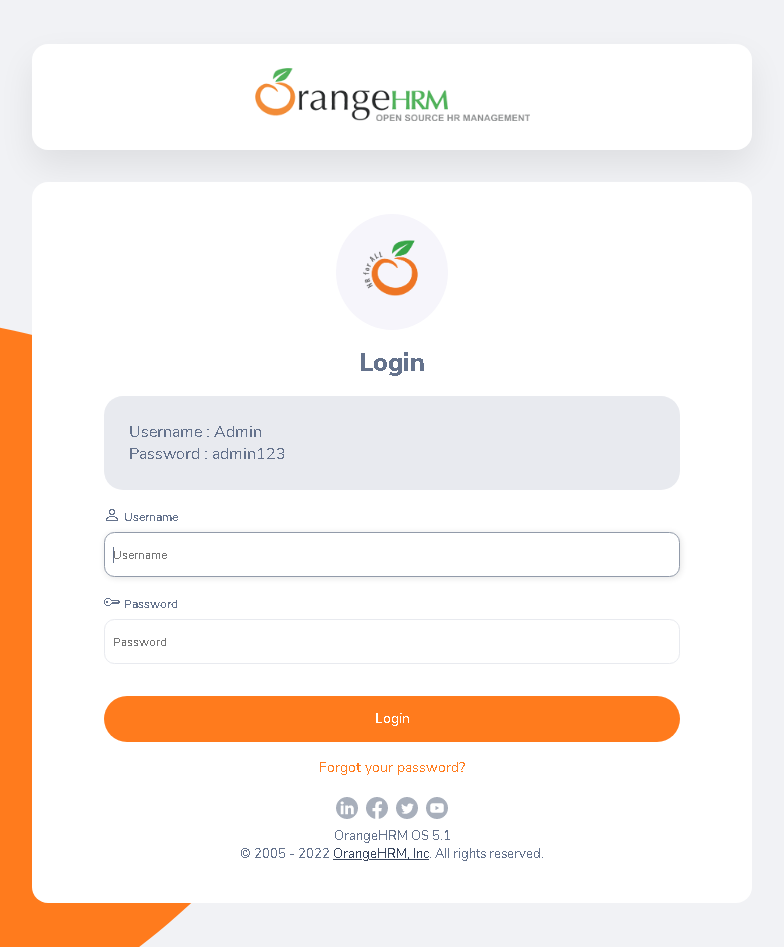 OrangeHRM
OPEN SOURCE HR MANAGEMENT
HR for ALL
Login
Username : Admin
Password : admin123
Username
Username
Password
Password
Login
Forgot your password?
OrangeHRM OS 5.1
© 2005 - 2022 OrangeHRM, Inc. All rights reserved.